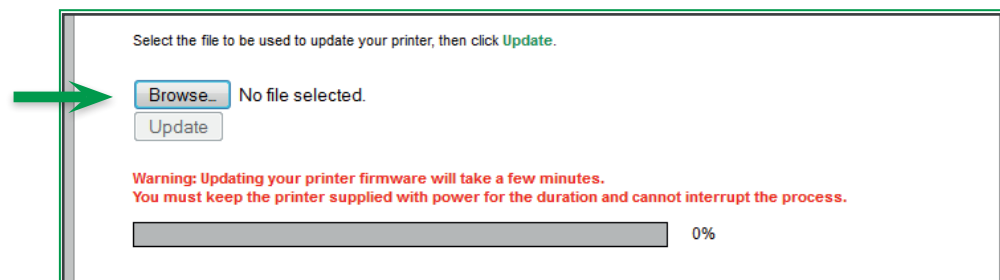 Select the file to be used to update your printer, then click Update.
Browse... No file selected.
Update
Warning: Updating your printer firmware will take a few minutes.
You must keep the printer supplied with power for the duration and cannot interrupt the process.
0%